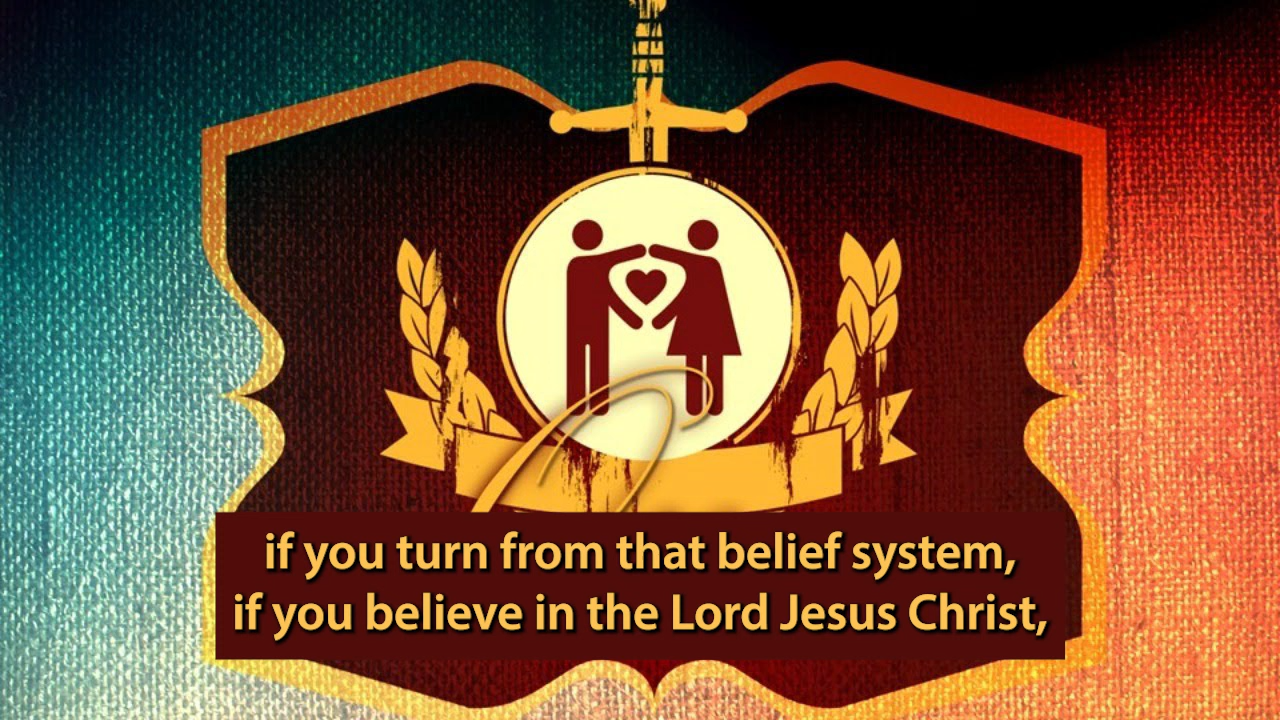 if you turn from that belief system,
if you believe in the Lord Jesus Christ,